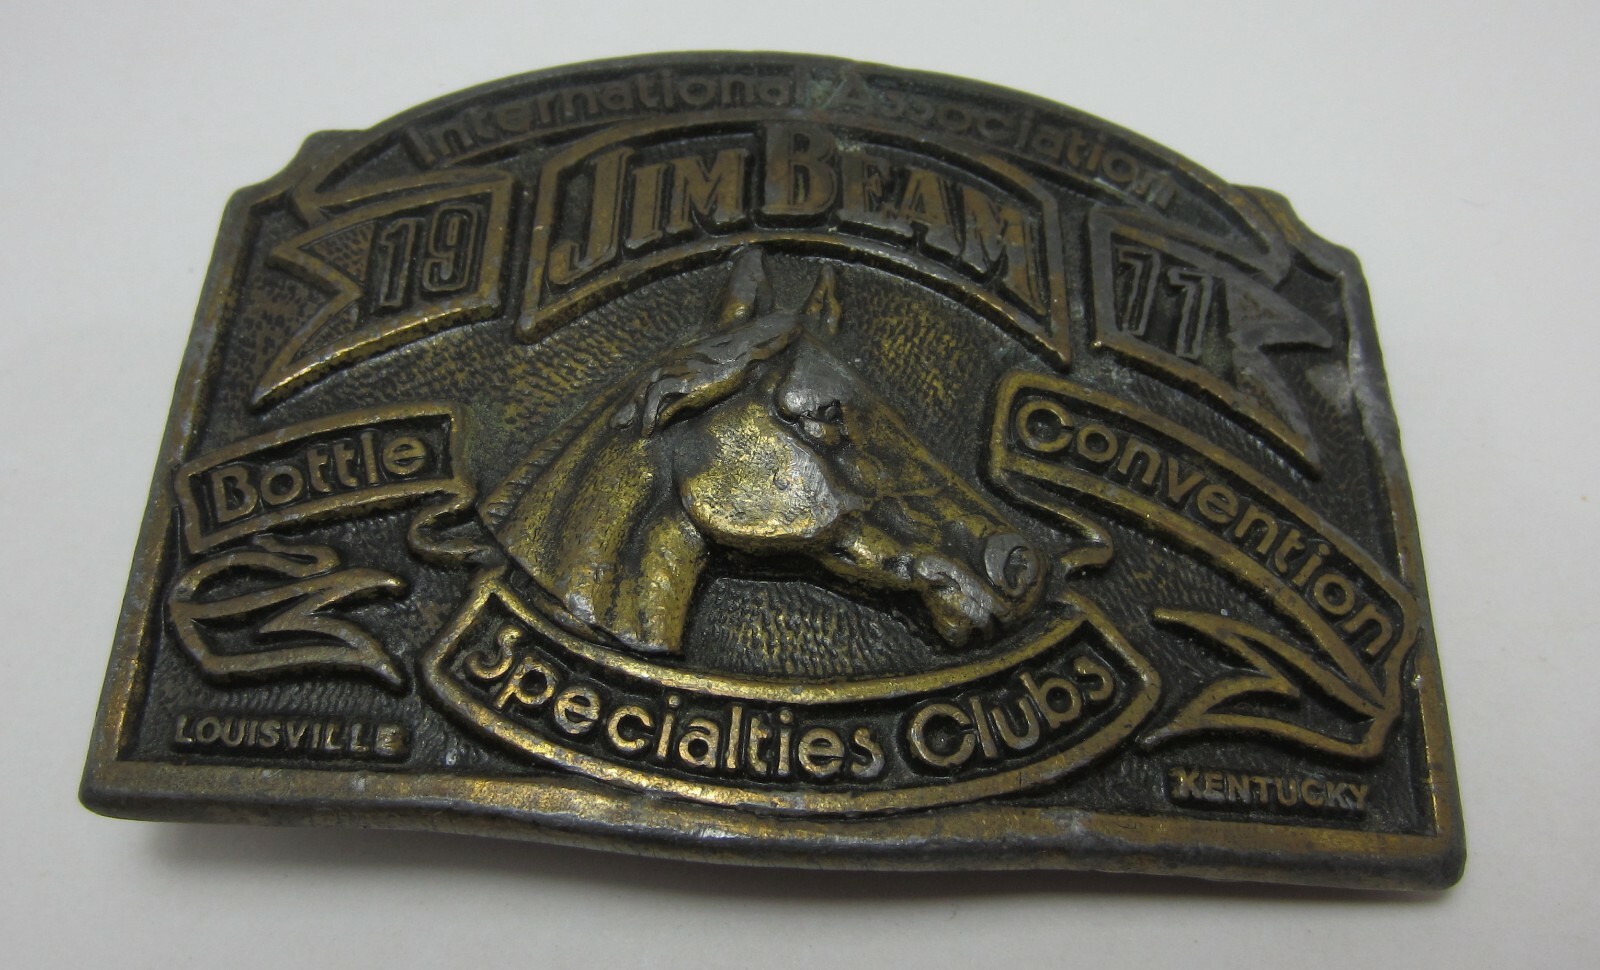 International Association
19 JIM BEAM 77
Bottle Convention
Specialties Clubs
LOUISVILLE KENTUCKY